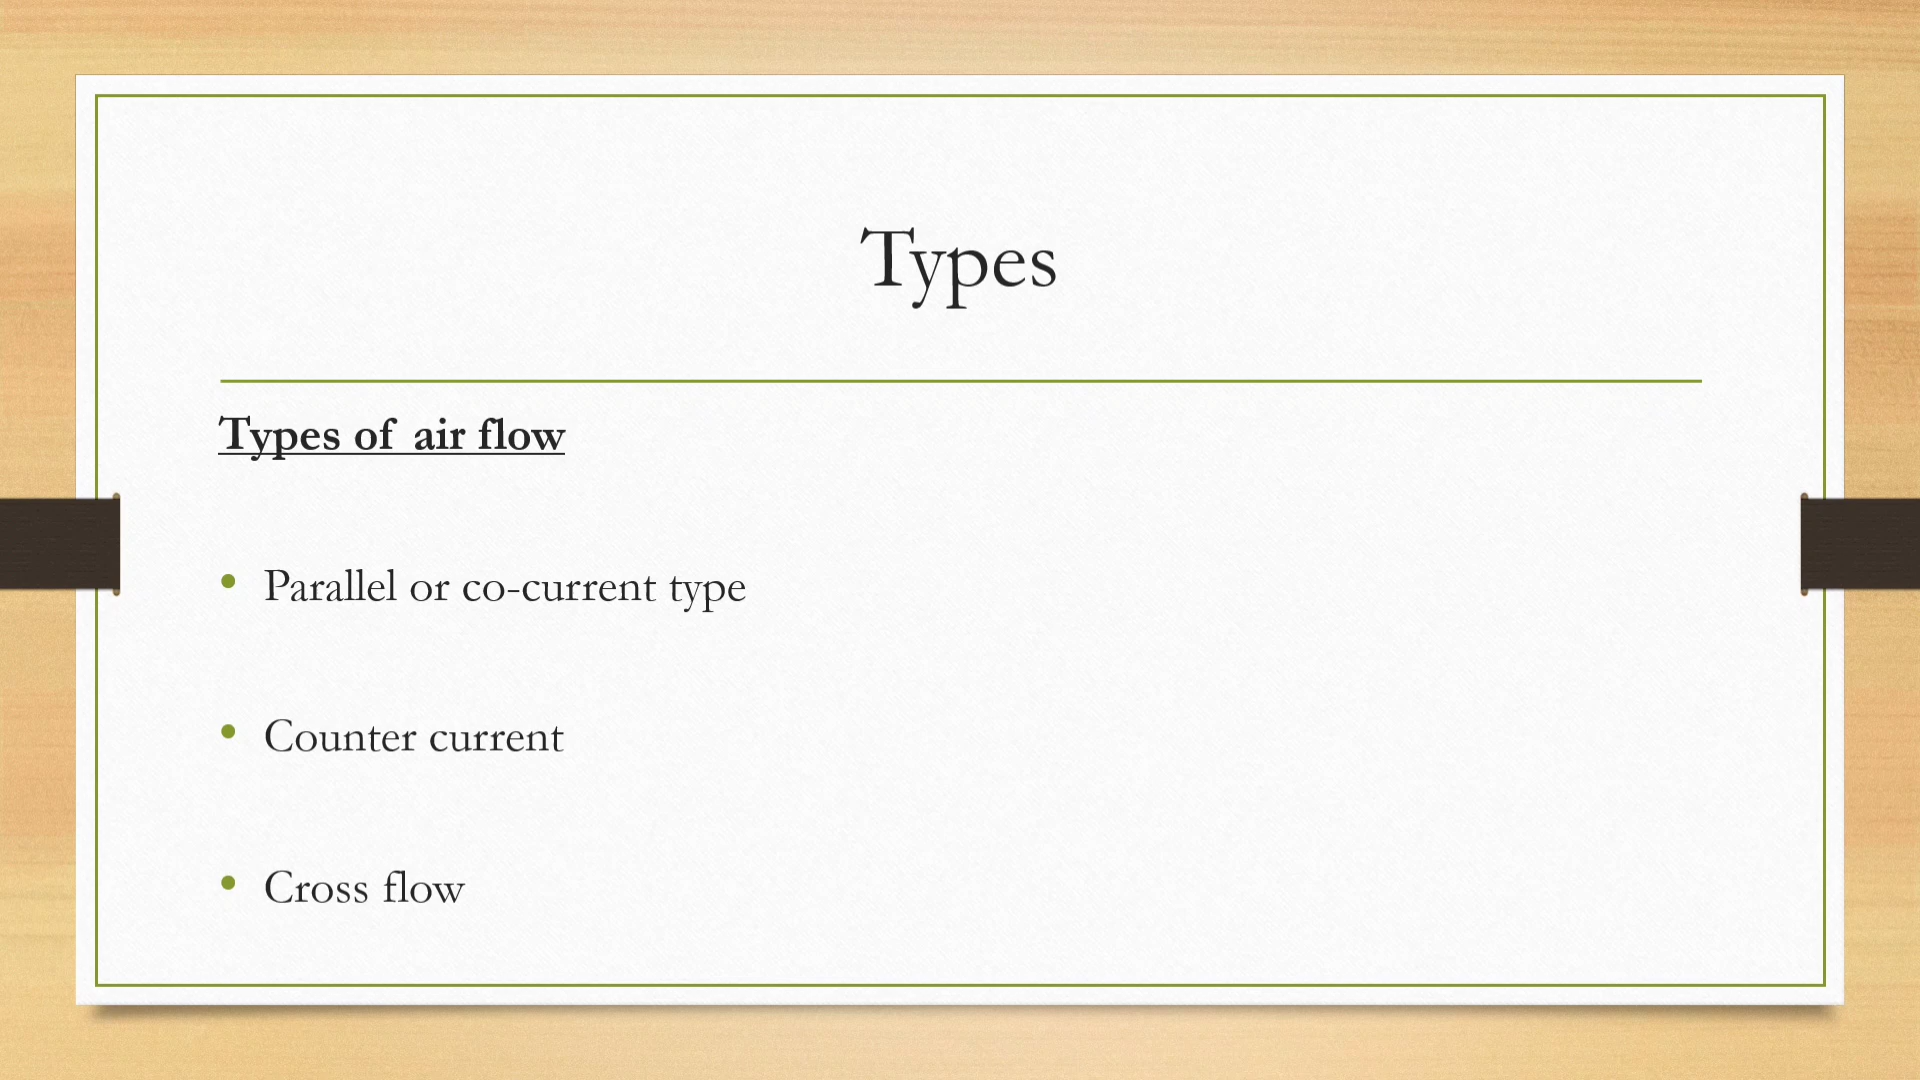 Types
Types of air flow
• Parallel or co-current type
• Counter current
• Cross flow